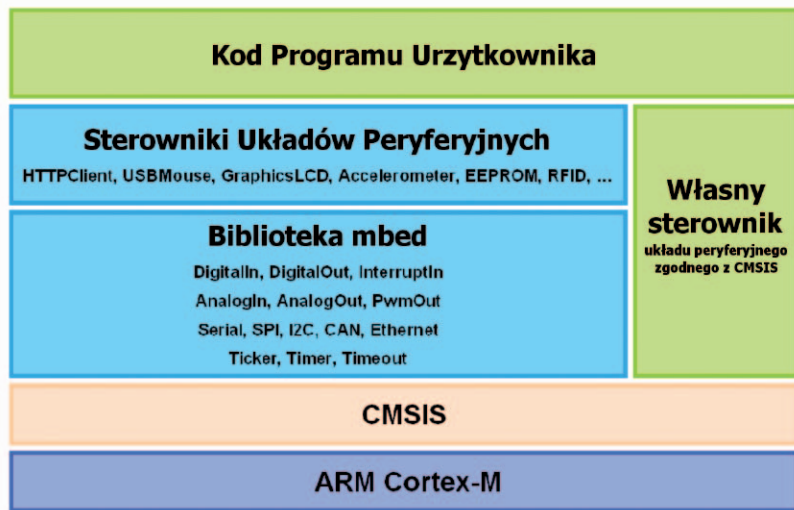 Kod Programu Urzytkownika
Sterowniki Układów Peryferyjnych
HTTPClient, USBMouse, GraphicsLCD, Accelerometer, EEPROM, RFID, ...
Biblioteka mbed
DigitalIn, DigitalOut, InterruptIn
AnalogIn, AnalogOut, PwmOut
Serial, SPI, I2C, CAN, Ethernet
Ticker, Timer, Timeout
Własny
sterownik
układu peryferyjnego
zgodnego z CMSIS
CMSIS
ARM Cortex-M